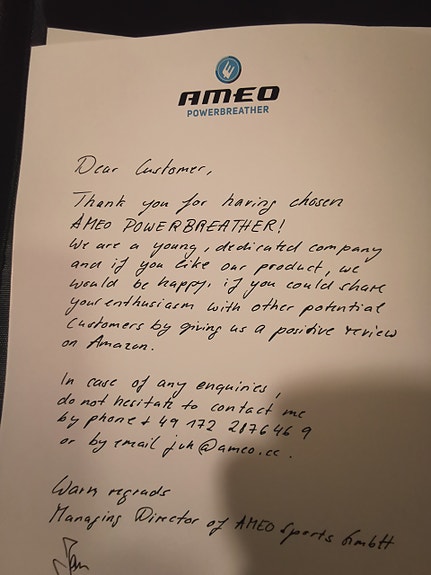 AMEO
POWERBREATHER
Dear Customer,
Thank you for having chosen
AMEO POWERBREATHER!
We are a young, dedicated company
and if you like our product, we
would be happy, if you could share
your enthusiasm with other potential
customers by giving us a positive review
on Amazon.
In case of any enquiries,
do not hesitate to contact me
by phone + 49 172 2876469
or by email juh@ameo.cc.
Warm regrads
Managing Director of AMEO Sports GmbH